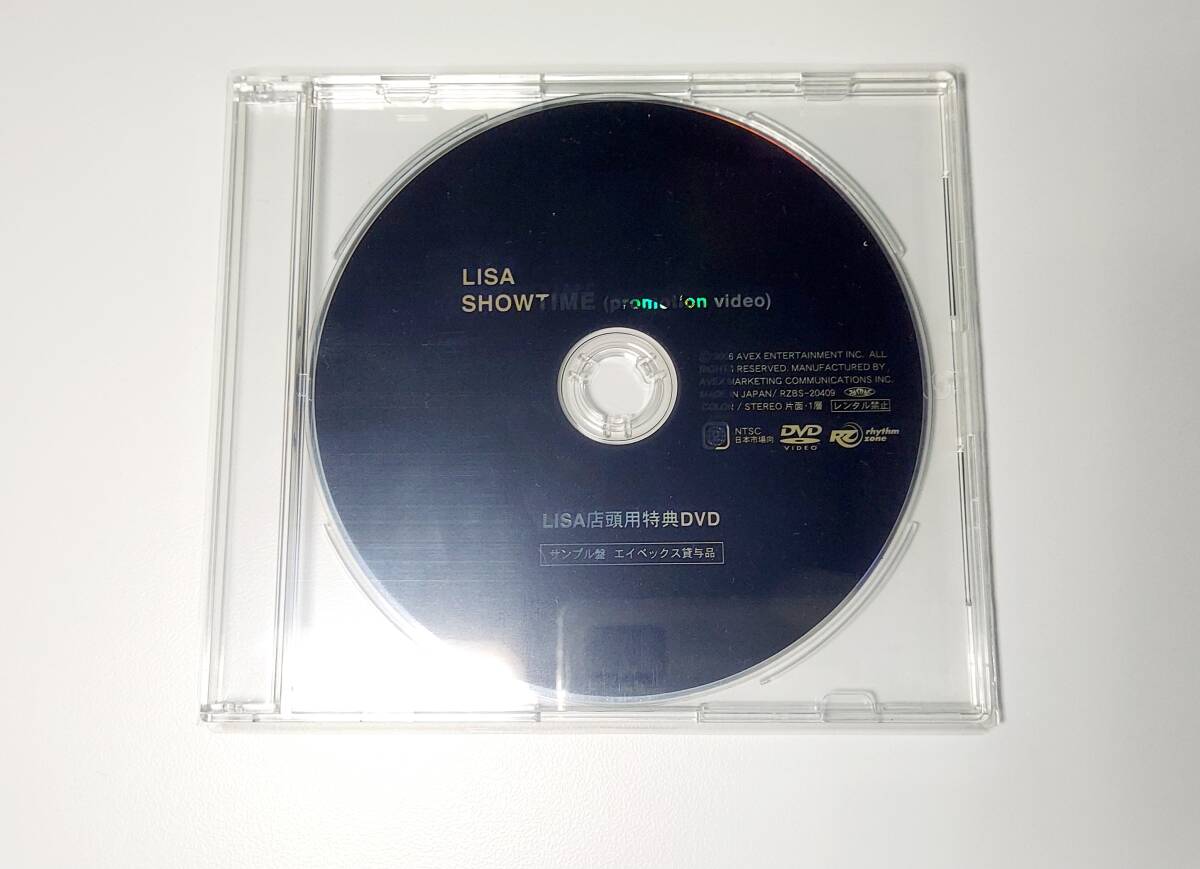 LISA
SHOWTIME (promotion video)
Ⓒ2006 AVEX ENTERTAINMENT INC. ALL
RIGHTS RESERVED. MANUFACTURED BY
AVEX MARKETING COMMUNICATIONS INC.
MADE IN JAPAN/ RZBS-20409
COLOR / STEREO 片面・1層 レンタル禁止
NTSC
日本市場向
DVD
VIDEO
RZ rhythm
zone
LISA店頭用特典DVD
サンプル盤 エイベックス貸与品